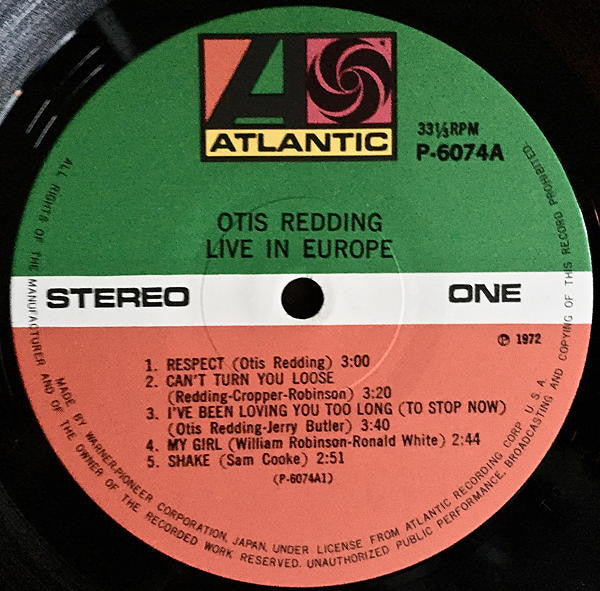 ATLANTIC
33⅓RPM
P-6074A
OTIS REDDING
LIVE IN EUROPE
STEREO
ONE
℗ 1972
1. RESPECT (Otis Redding) 3:00
2. CAN'T TURN YOU LOOSE
(Redding-Cropper-Robinson) 3:20
3. I'VE BEEN LOVING YOU TOO LONG (TO STOP NOW)
(Otis Redding-Jerry Butler) 3:40
4. MY GIRL (William Robinson-Ronald White) 2:44
5. SHAKE (Sam Cooke) 2:51
(P-6074A1)
MADE BY WARNER-PIONEER CORPORATION, JAPAN, UNDER LICENSE FROM ATLANTIC RECORDING CORP. U.S.A.
ALL RIGHTS OF THE MANUFACTURER AND OF THE OWNER OF THE RECORDED WORK RESERVED. UNAUTHORIZED PUBLIC PERFORMANCE, BROADCASTING AND COPYING OF THIS RECORD PROHIBITED.